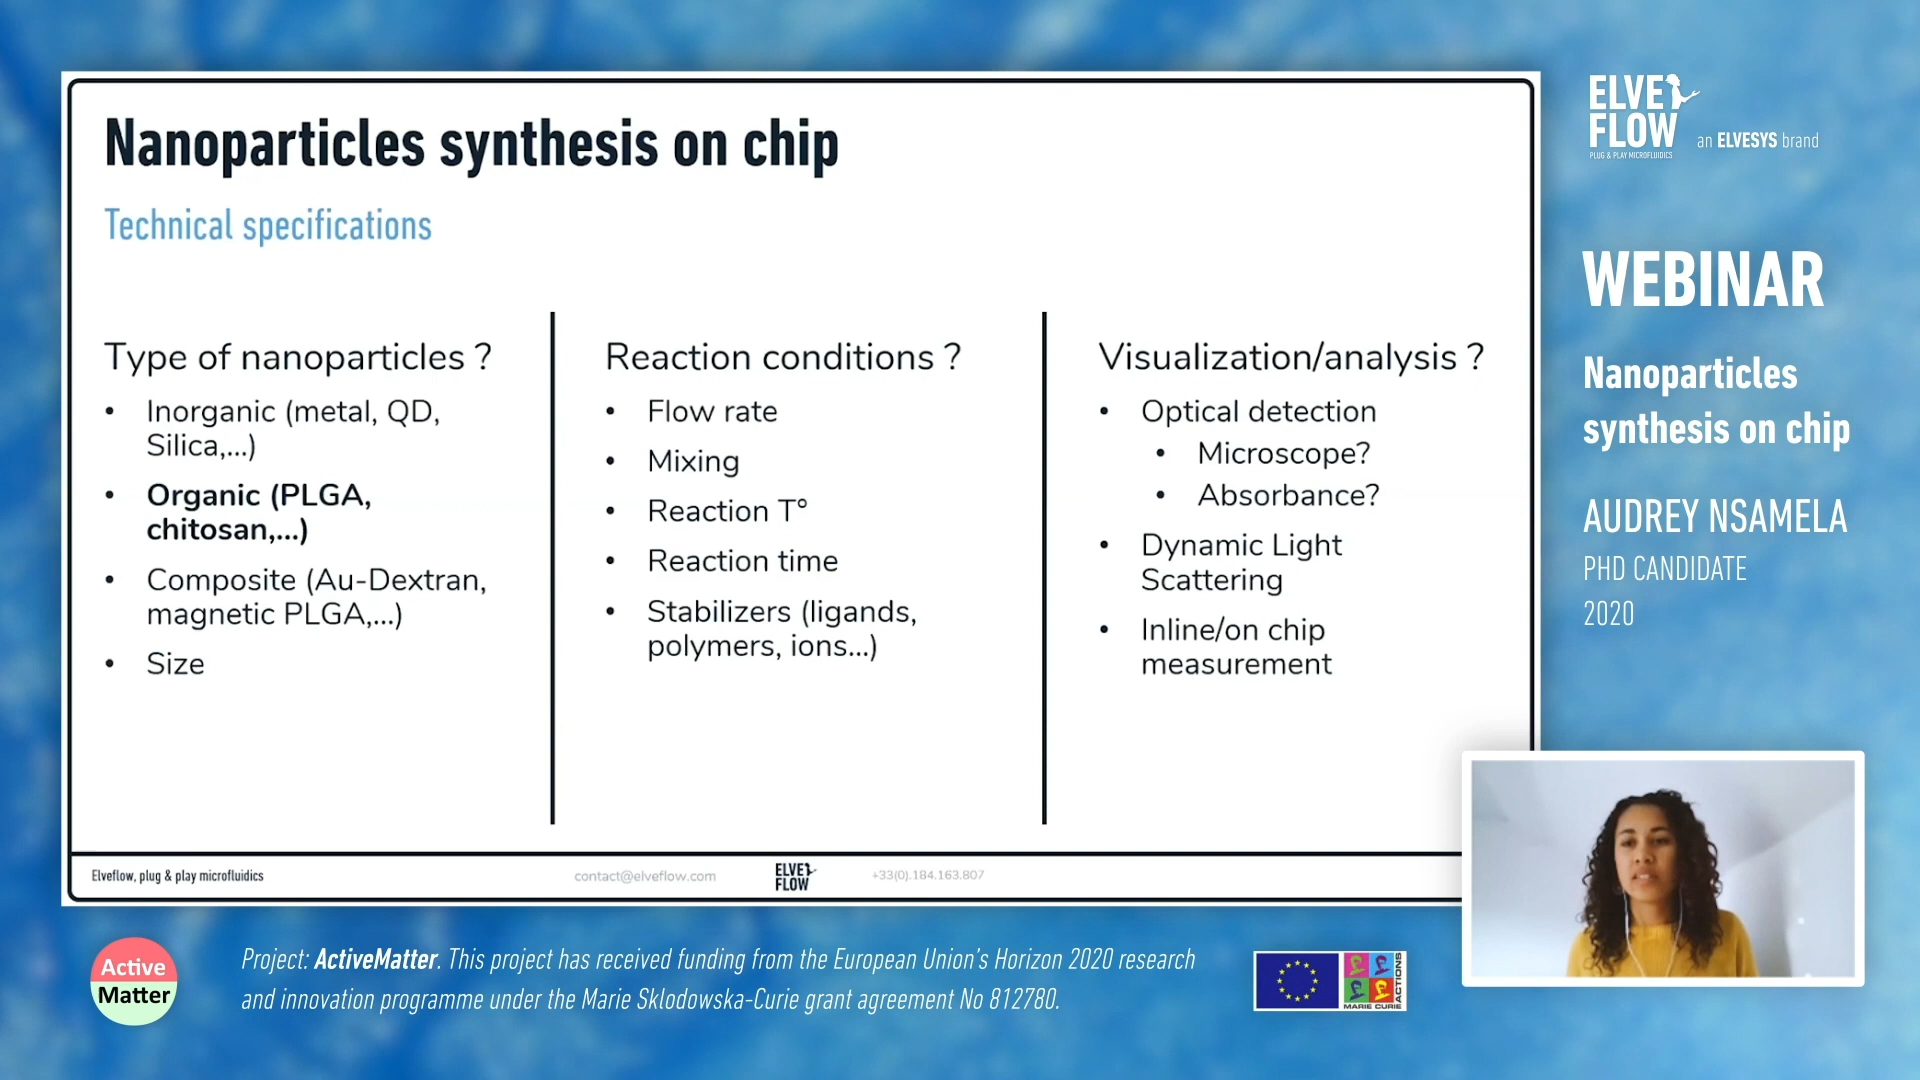 Nanoparticles synthesis on chip
Technical specifications
Type of nanoparticles ?
• Inorganic (metal, QD,
Silica,...)
• Organic (PLGA,
chitosan,...)
• Composite (Au-Dextran,
magnetic PLGA,...)
• Size
Reaction conditions ?
• Flow rate
• Mixing
• Reaction T°
• Reaction time
• Stabilizers (ligands,
polymers, ions...)
Visualization/analysis ?
• Optical detection
• Microscope?
• Absorbance?
• Dynamic Light
Scattering
• Inline/on chip
measurement
Elveflow, plug & play microfluidics
contact@elveflow.com
ELVE
FLOW
+33(0).184.163.807
ELVE
FLOW
PLUG & PLAY MICROFLUIDICS
an ELVESYS brand
WEBINAR
Nanoparticles
synthesis on chip
AUDREY NSAMELA
PHD CANDIDATE
2020
Active
Matter
Project: ActiveMatter. This project has received funding from the European Union's Horizon 2020 research
and innovation programme under the Marie Sklodowska-Curie grant agreement No 812780.
MARIE CURIE
ACTIONS